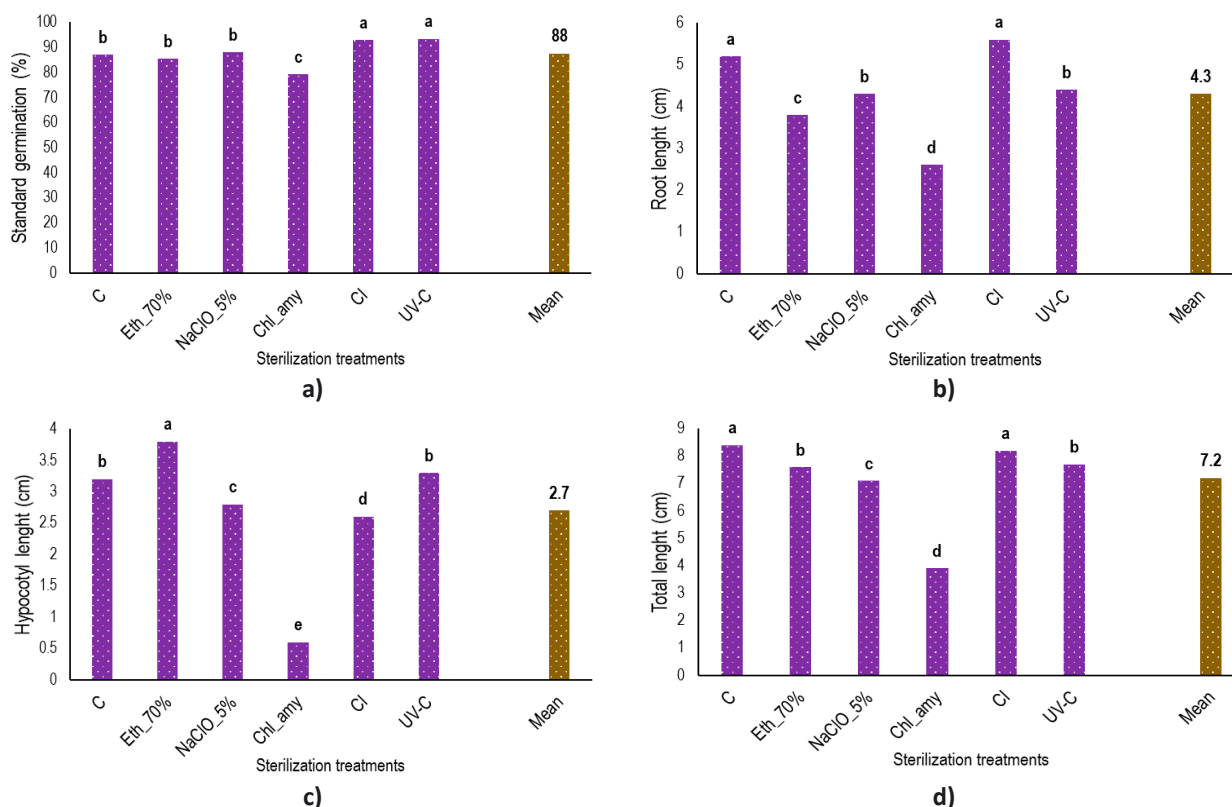 Standard germination (%)
100
90
80
70
60
50
40
30
20
10
0
b
b
b
c
a
a
88
C
Eth_70%
NaClO_5%
Chl_amy
Cl
UV-C
Mean
Sterilization treatments
a)
Root lenght (cm)
6
5
4
3
2
1
0
a
c
b
d
a
b
4.3
C
Eth_70%
NaClO_5%
Chl_amy
Cl
UV-C
Mean
Sterilization treatments
b)
Hypocotyl lenght (cm)
4
3.5
3
2.5
2
1.5
1
0.5
0
b
a
c
e
d
b
2.7
C
Eth_70%
NaClO_5%
Chl_amy
Cl
UV-C
Mean
Sterilization treatments
c)
Total lenght (cm)
9
8
7
6
5
4
3
2
1
0
a
b
c
d
a
b
7.2
C
Eth_70%
NaClO_5%
Chl_amy
Cl
UV-C
Mean
Sterilization treatments
d)